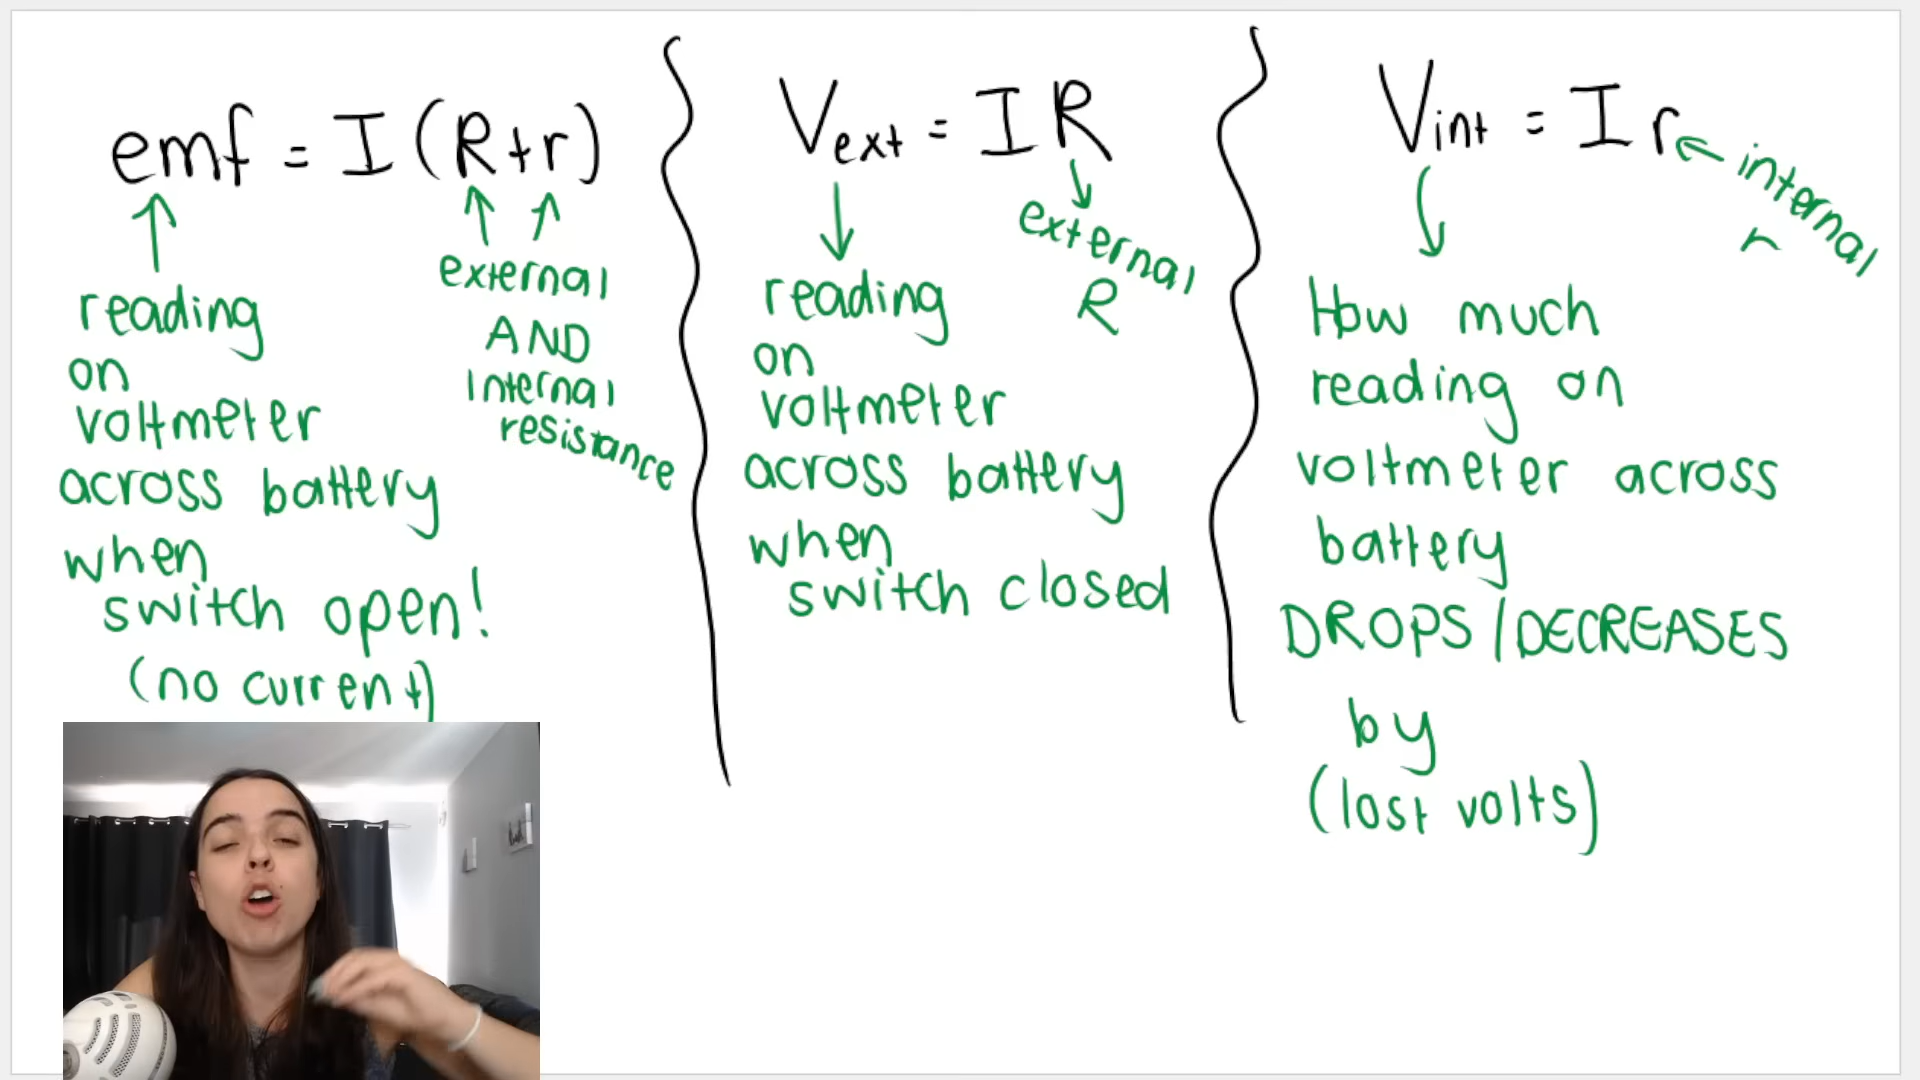 emf = I (R+r)
external
AND
internal
resistance
reading
on
voltmeter
across battery
when
switch open!
(no current)
Vext = IR
external
R
reading
on
voltmeter
across battery
when
switch closed
Vint = Ir
internal
r
How much
reading on
voltmeter across
battery
DROPS/DECREASES
by
(lost volts)